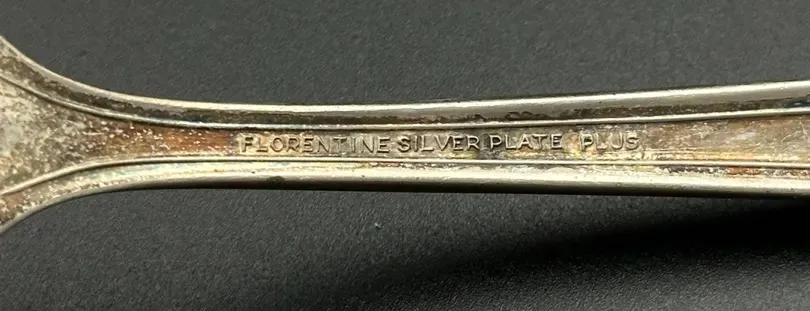 FLORENTINE SILVER PLATE PLUS